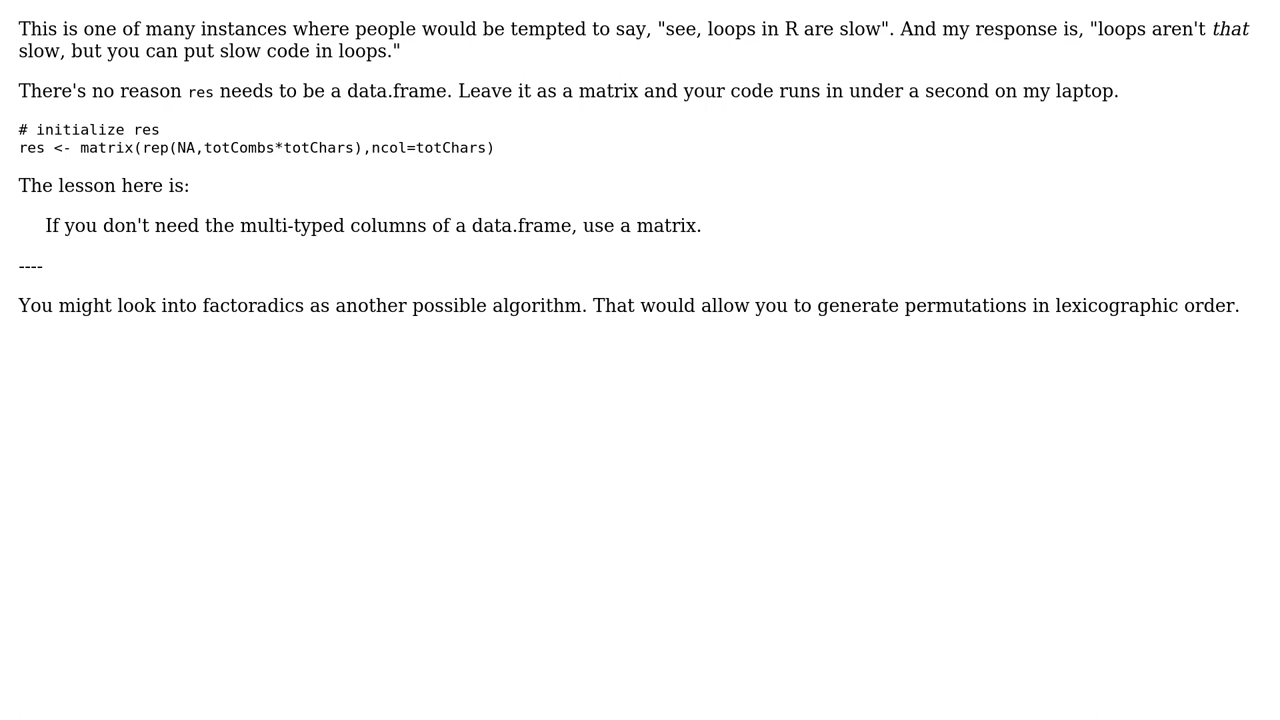 This is one of many instances where people would be tempted to say, "see, loops in R are slow". And my response is, "loops aren't that
slow, but you can put slow code in loops."
There's no reason res needs to be a data.frame. Leave it as a matrix and your code runs in under a second on my laptop.
# initialize res
res <- matrix(rep(NA,totCombs*totChars),ncol=totChars)
The lesson here is:
If you don't need the multi-typed columns of a data.frame, use a matrix.
----
You might look into factoradics as another possible algorithm. That would allow you to generate permutations in lexicographic order.